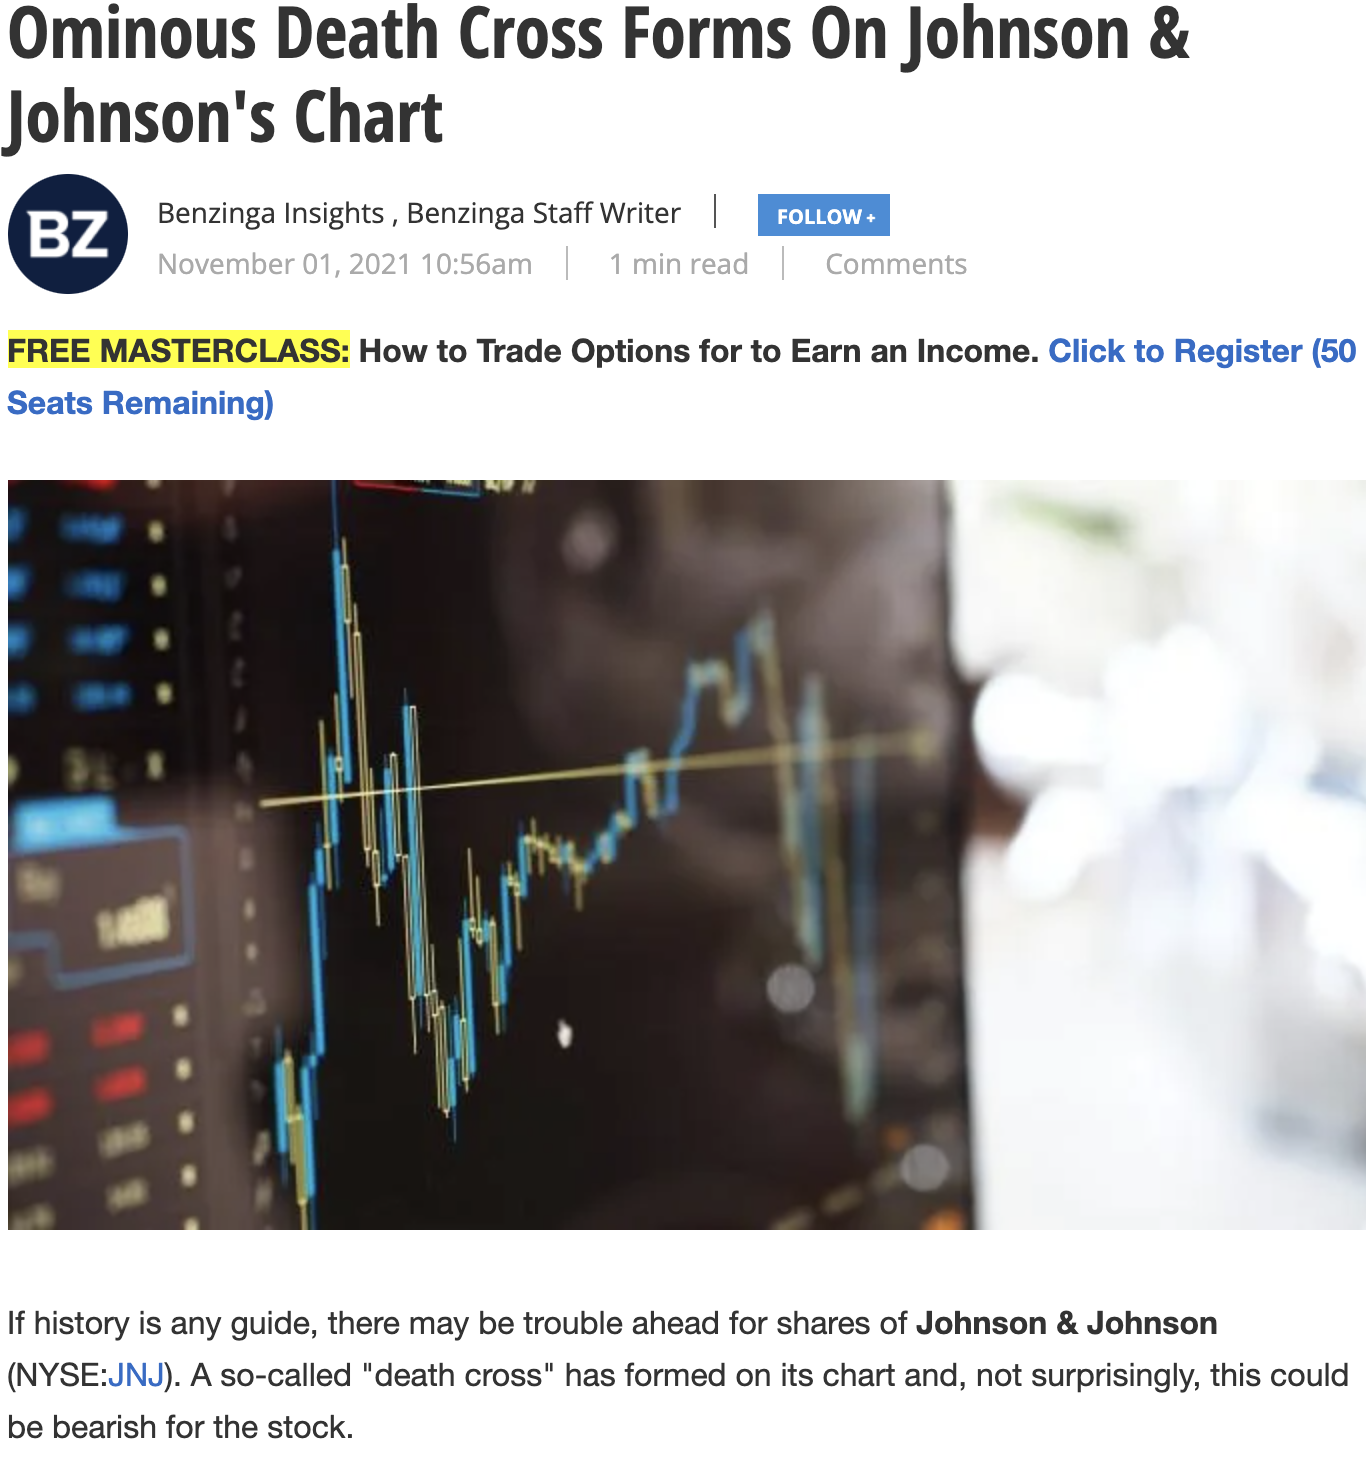 Ominous Death Cross Forms On Johnson &
Johnson's Chart
BZ
Benzinga Insights , Benzinga Staff Writer
FOLLOW +
November 01, 2021 10:56am
1 min read
Comments
FREE MASTERCLASS: How to Trade Options for to Earn an Income. Click to Register (50
Seats Remaining)
If history is any guide, there may be trouble ahead for shares of Johnson & Johnson
(NYSE:JNJ). A so-called "death cross" has formed on its chart and, not surprisingly, this could
be bearish for the stock.